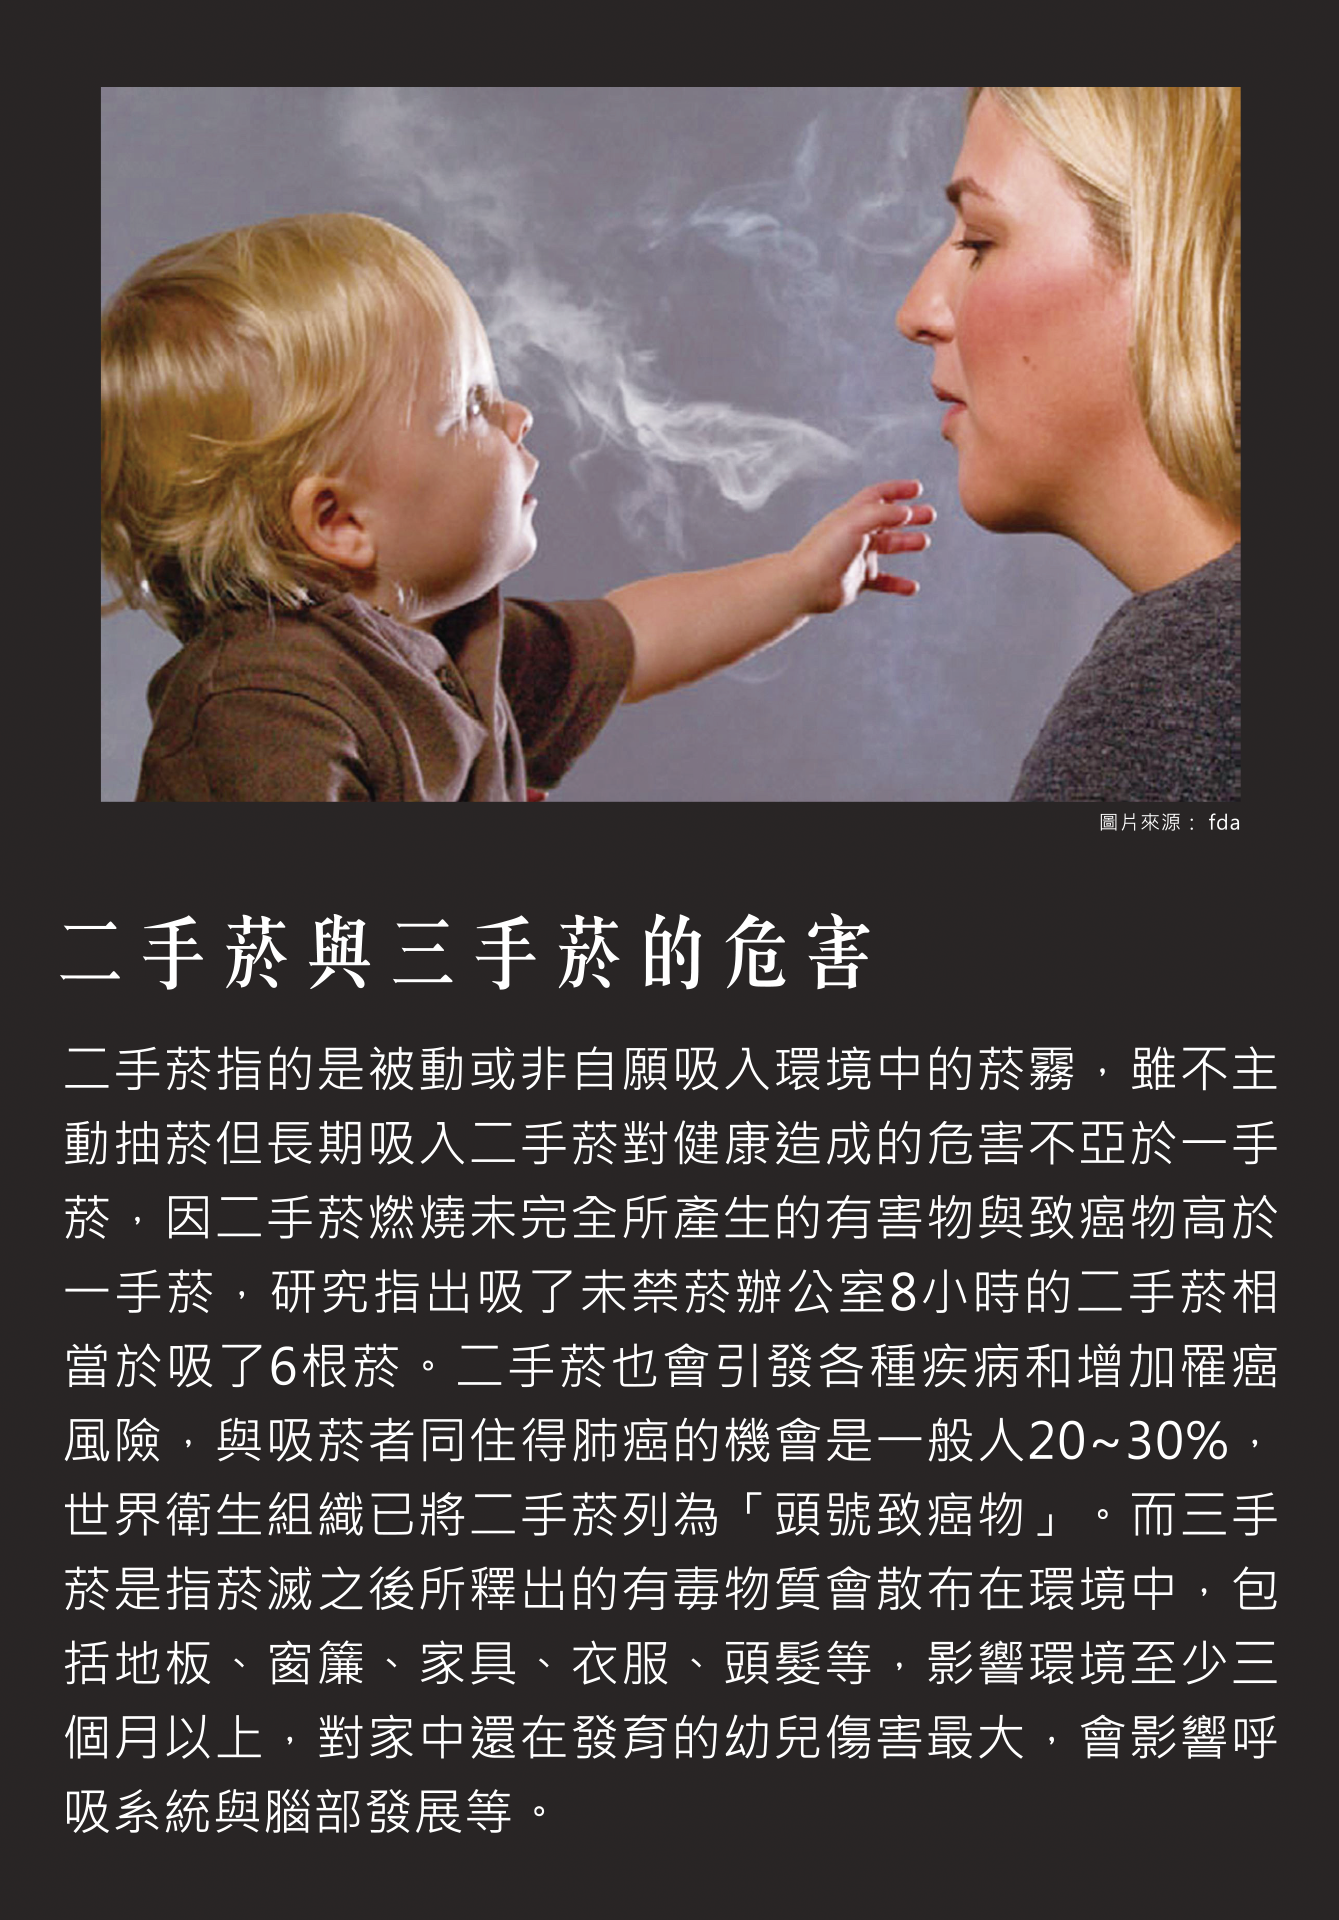 圖片來源： fda
二手菸與三手菸的危害
二手菸指的是被動或非自願吸入環境中的菸霧，雖不主
動抽菸但長期吸入二手菸對健康造成的危害不亞於一手
菸，因二手菸燃燒未完全所產生的有害物與致癌物高於
一手菸，研究指出吸了未禁菸辦公室8小時的二手菸相
當於吸了6根菸。二手菸也會引發各種疾病和增加罹癌
風險，與吸菸者同住得肺癌的機會是一般人20~30%，
世界衛生組織已將二手菸列為「頭號致癌物」。而三手
菸是指菸滅之後所釋出的有毒物質會散布在環境中，包
括地板、窗簾、家具、衣服、頭髮等，影響環境至少三
個月以上，對家中還在發育的幼兒傷害最大，會影響呼
吸系統與腦部發展等。